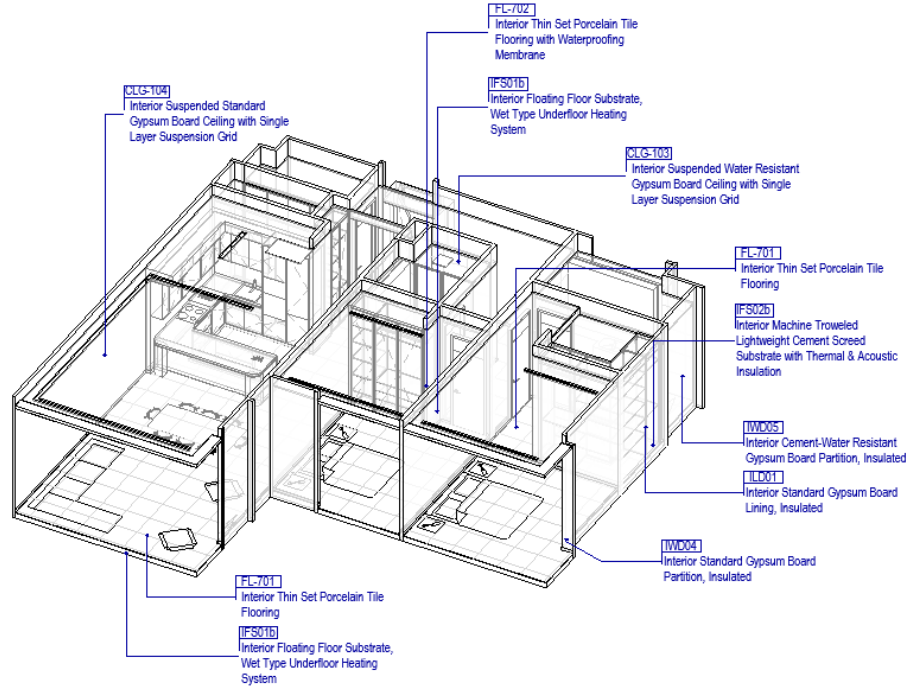 FL-702
Interior Thin Set Porcelain Tile
Flooring with Waterproofing
Membrane
CLG-104
Interior Suspended Standard
Gypsum Board Ceiling with Single
Layer Suspension Grid
IFS01b
Interior Floating Floor Substrate,
Wet Type Underfloor Heating
System
CLG-103
Interior Suspended Water Resistant
Gypsum Board Ceiling with Single
Layer Suspension Grid
FL-701
Interior Thin Set Porcelain Tile
Flooring
IFS02b
Interior Machine Troweled
Lightweight Cement Screed
Substrate with Thermal & Acoustic
Insulation
IWD05
Interior Cement-Water Resistant
Gypsum Board Partition, Insulated
ILD01
Interior Standard Gypsum Board
Lining, Insulated
IWD04
Interior Standard Gypsum Board
Partition, Insulated
FL-701
Interior Thin Set Porcelain Tile
Flooring
IFS01b
Interior Floating Floor Substrate,
Wet Type Underfloor Heating
System